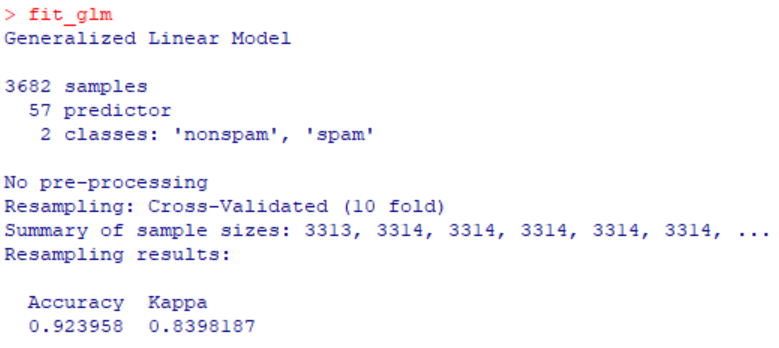 > fit_glm
Generalized Linear Model
3682 samples
57 predictor
2 classes: 'nonspam', 'spam'
No pre-processing
Resampling: Cross-Validated (10 fold)
Summary of sample sizes: 3313, 3314, 3314, 3314, 3314, 3314, ...
Resampling results:
Accuracy Kappa
0.923958 0.8398187